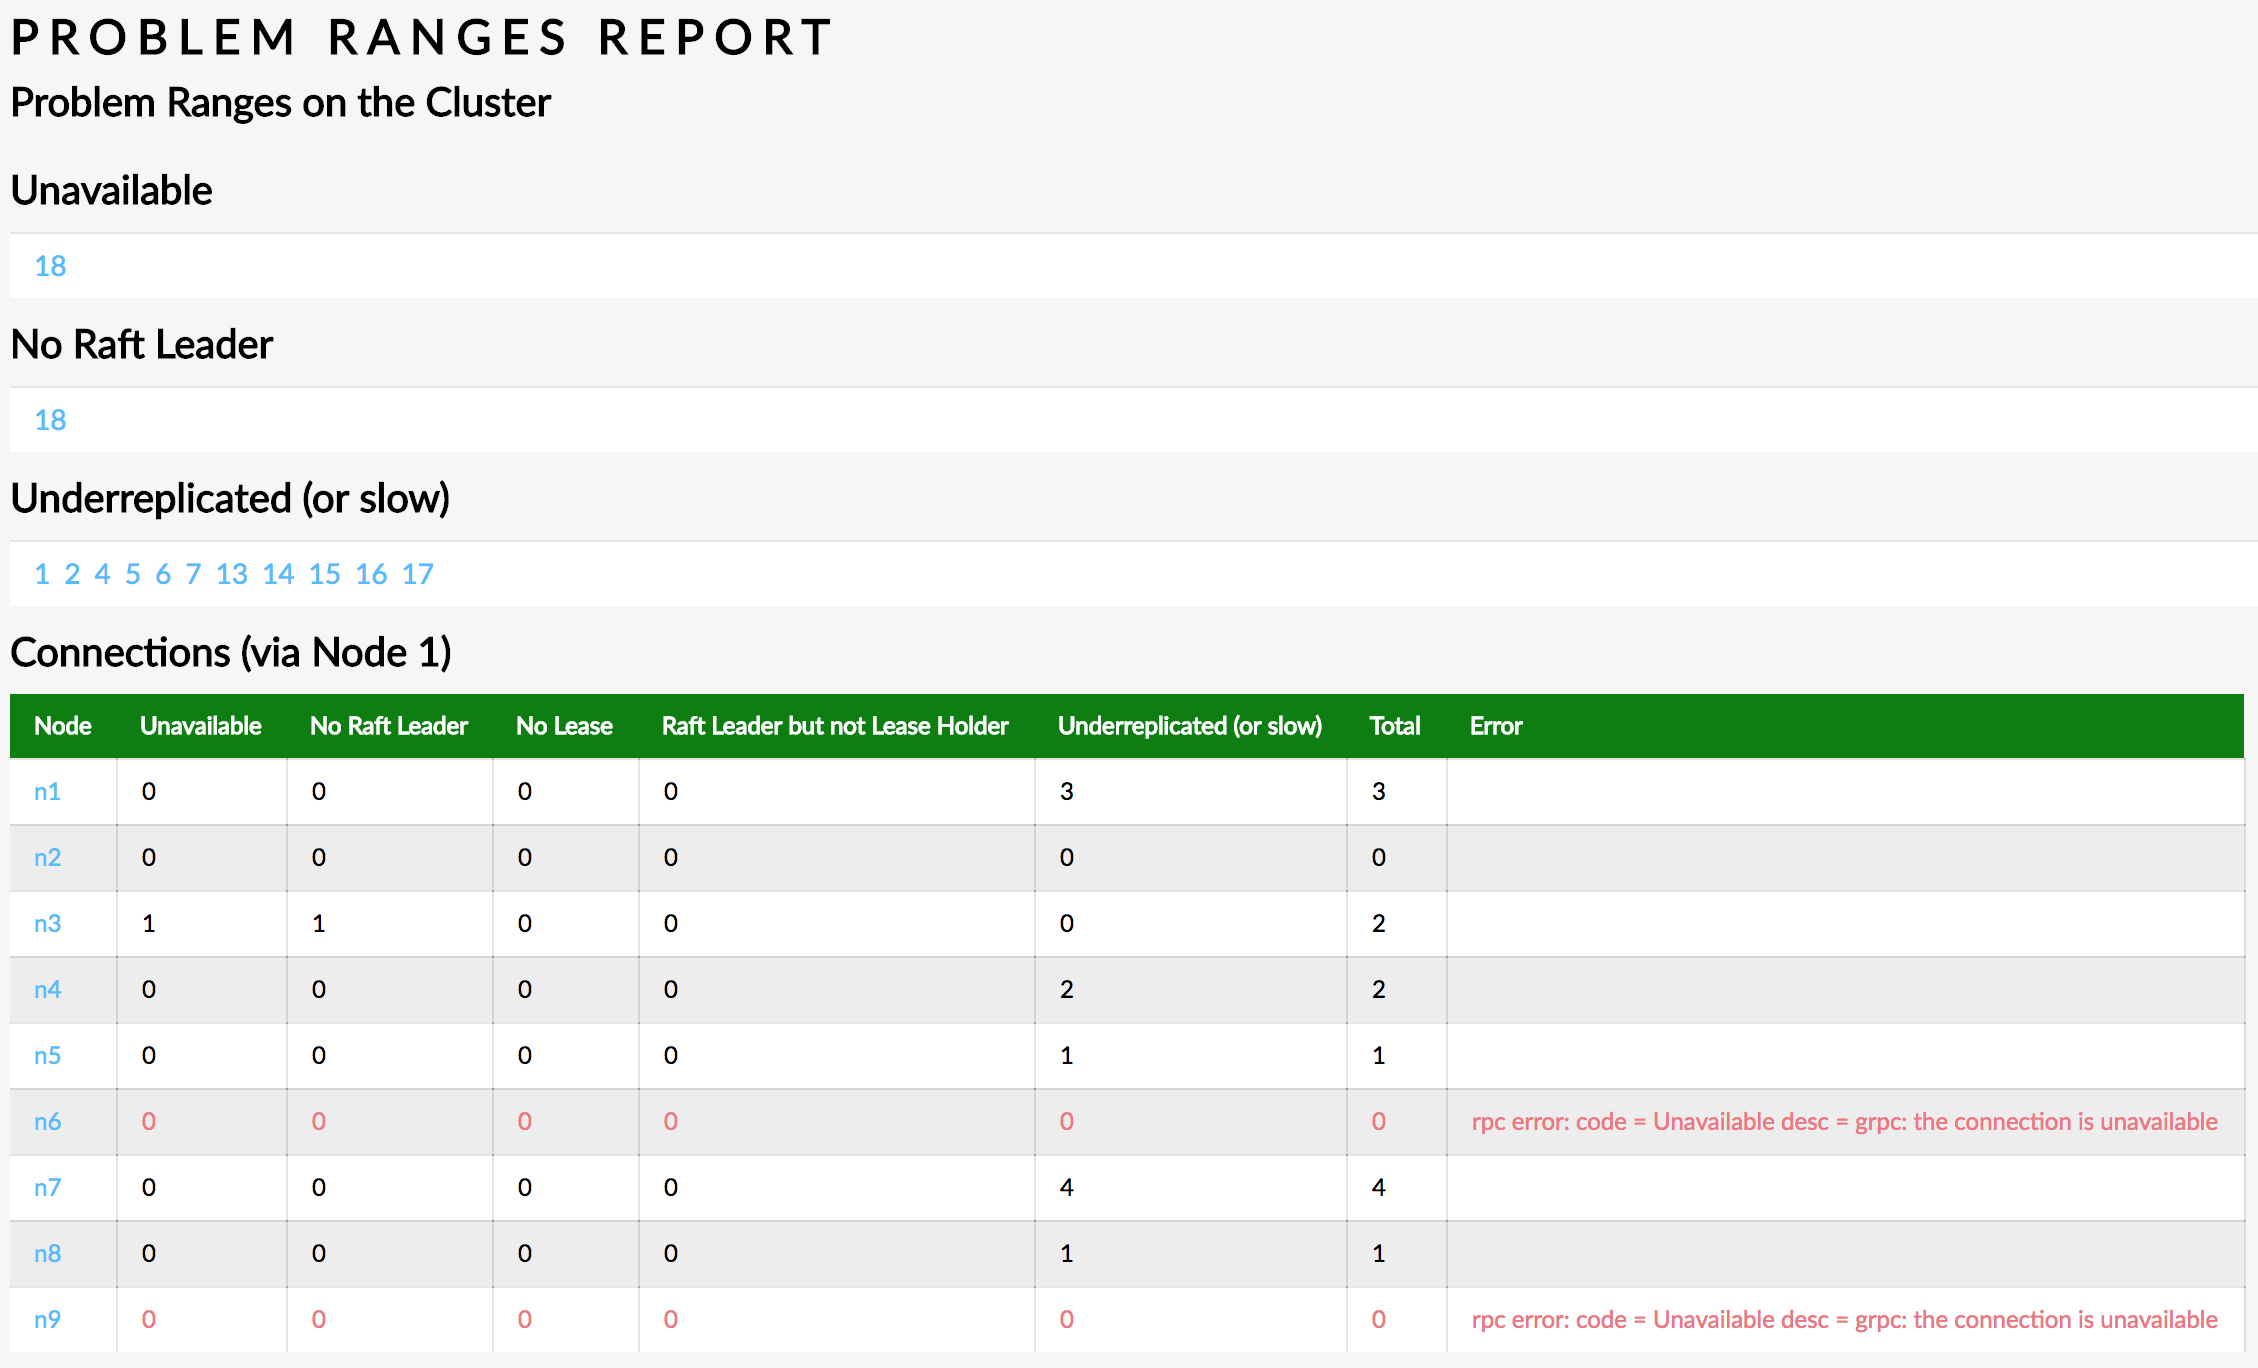 PROBLEM RANGES REPORT
Problem Ranges on the Cluster
Unavailable
18
No Raft Leader
18
Underreplicated (or slow)
1 2 4 5 6 7 13 14 15 16 17
Connections (via Node 1)
Node Unavailable No Raft Leader No Lease Raft Leader but not Lease Holder Underreplicated (or slow) Total Error
n1 0 0 0 0 3 3
n2 0 0 0 0 0 0
n3 1 1 0 0 0 2
n4 0 0 0 0 2 2
n5 0 0 0 0 1 1
n6 0 0 0 0 0 0 rpc error: code = Unavailable desc = grpc: the connection is unavailable
n7 0 0 0 0 4 4
n8 0 0 0 0 1 1
n9 0 0 0 0 0 0 rpc error: code = Unavailable desc = grpc: the connection is unavailable